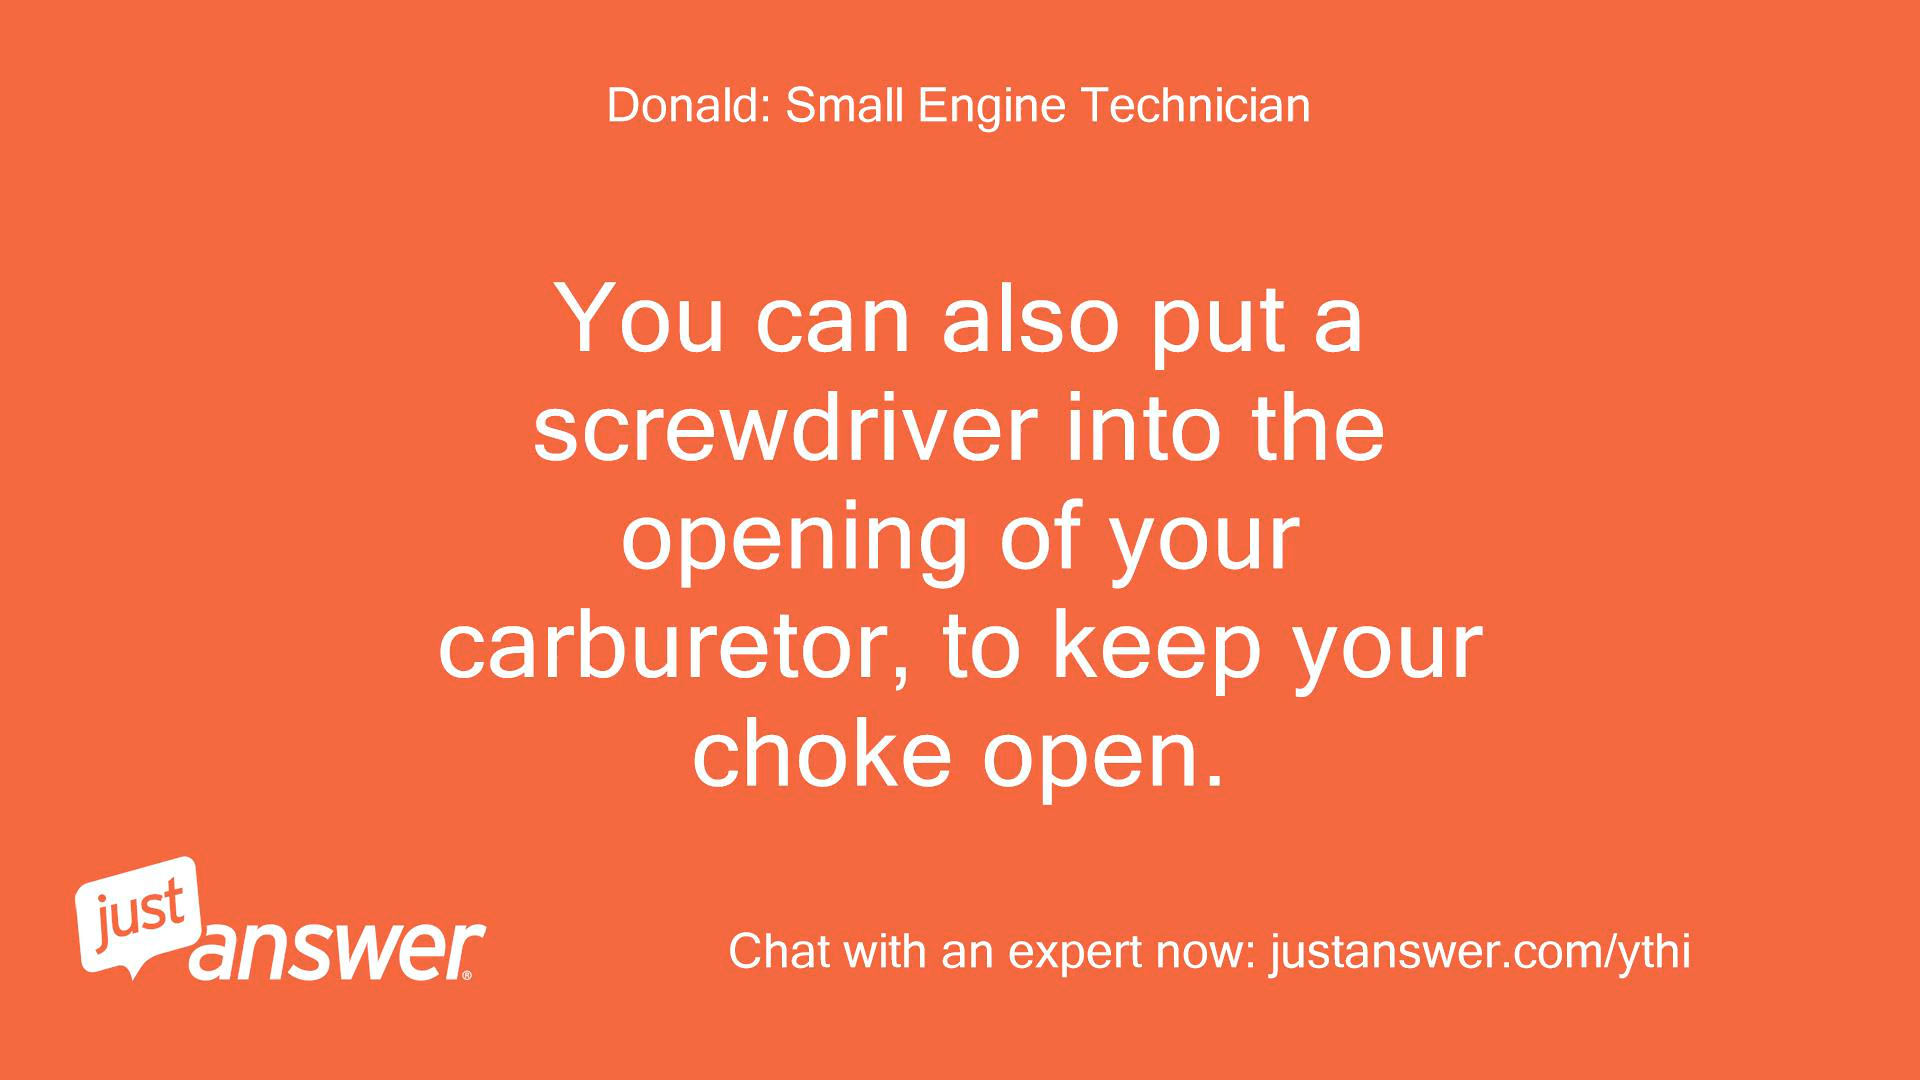 Donald: Small Engine Technician
You can also put a
screwdriver into the
opening of your
carburetor, to keep your
choke open.
just
answer®
Chat with an expert now: justanswer.com/ythi